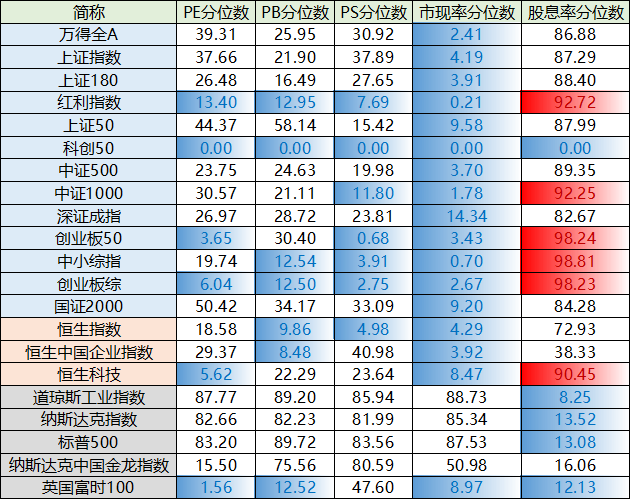 简称 PE分位数 PB分位数 PS分位数 市现率分位数 股息率分位数
万得全A 39.31 25.95 30.92 2.41 86.88
上证指数 37.66 21.90 37.89 4.19 87.29
上证180 26.48 16.49 27.65 3.91 88.40
红利指数 13.40 12.95 7.69 0.21 92.72
上证50 44.37 58.14 15.42 9.58 87.99
科创50 0.00 0.00 0.00 0.00 0.00
中证500 23.75 24.63 19.98 3.70 89.35
中证1000 30.57 21.11 11.80 1.78 92.25
深证成指 26.97 28.72 23.81 14.34 82.67
创业板50 3.65 30.40 0.68 3.43 98.24
中小综指 19.74 12.54 3.91 0.70 98.81
创业板综 6.04 12.50 2.75 2.67 98.23
国证2000 50.42 34.17 33.09 9.20 84.28
恒生指数 18.58 9.86 4.98 4.29 72.93
恒生中国企业指数 29.37 8.48 40.98 3.92 38.33
恒生科技 5.62 22.29 23.64 8.47 90.45
道琼斯工业指数 87.77 89.20 85.94 88.73 8.25
纳斯达克指数 82.66 82.23 81.99 85.34 13.52
标普500 83.20 89.72 83.56 87.53 13.08
纳斯达克中国金龙指数 15.50 75.56 80.59 50.98 16.06
英国富时100 1.56 12.52 47.60 8.97 12.13